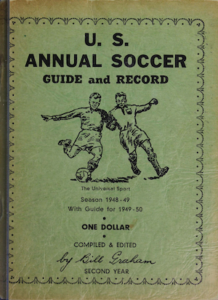 U. S.
ANNUAL SOCCER
GUIDE and RECORD
The Universal Sport
Season 1948-49
With Guide for 1949-50
ONE DOLLAR
COMPILED & EDITED
by Bill Graham
SECOND YEAR